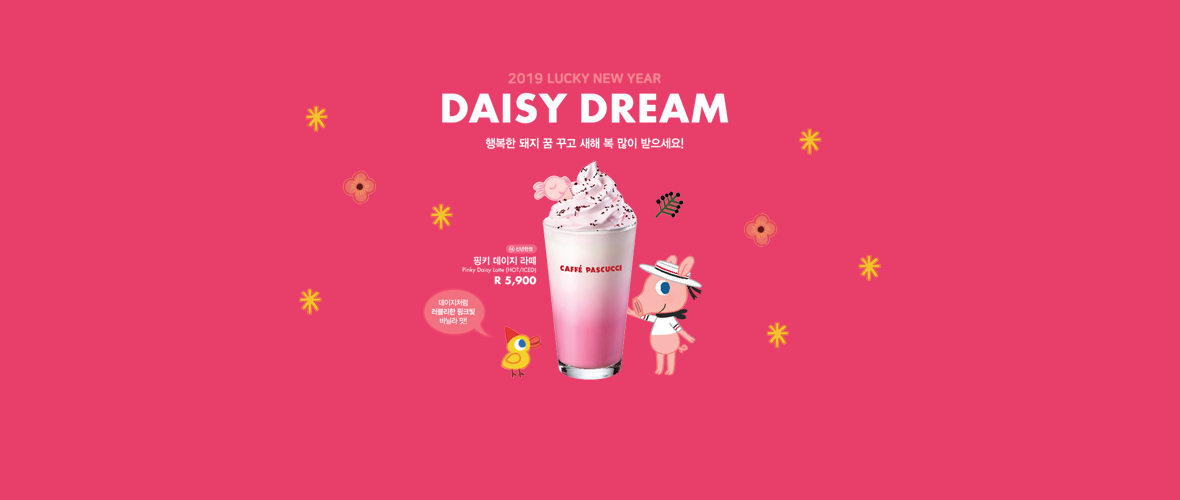 2019 LUCKY NEW YEAR
DAISY DREAM
행복한 돼지 꿈 꾸고 새해 복 많이 받으세요!
핑키 데이지 라떼
Pinky Daisy Latte (HOT/ICED)
R 5,900
데이지처럼
러블리한 핑크빛
바닐라 맛!
CAFFÉ PASCUCCI